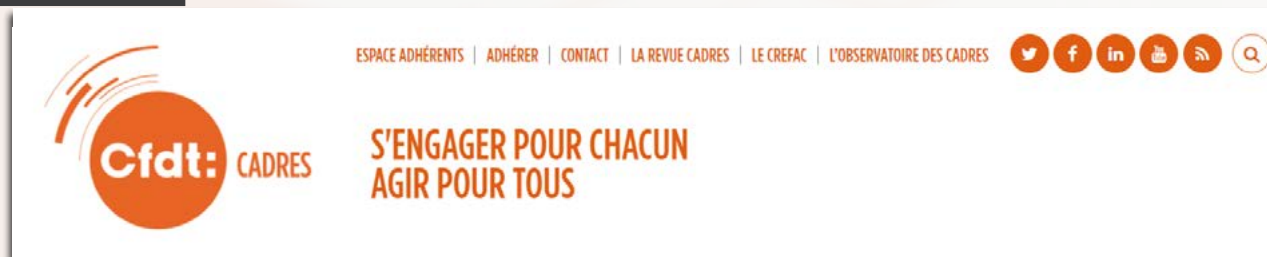 ESPACE ADHÉRENTS | ADHÉRER | CONTACT | LA REVUE CADRES | LE CREFAC | L'OBSERVATOIRE DES CADRES
Cfdt: CADRES
S'ENGAGER POUR CHACUN
AGIR POUR TOUS